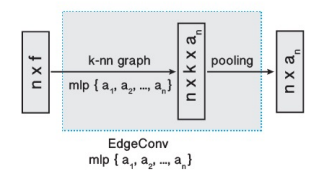 n x f
k-nn graph
mlp { a₁, a₂, ..., aₙ}
n x k x aₙ
pooling
n x aₙ
EdgeConv
mlp { a₁, a₂, ..., aₙ}